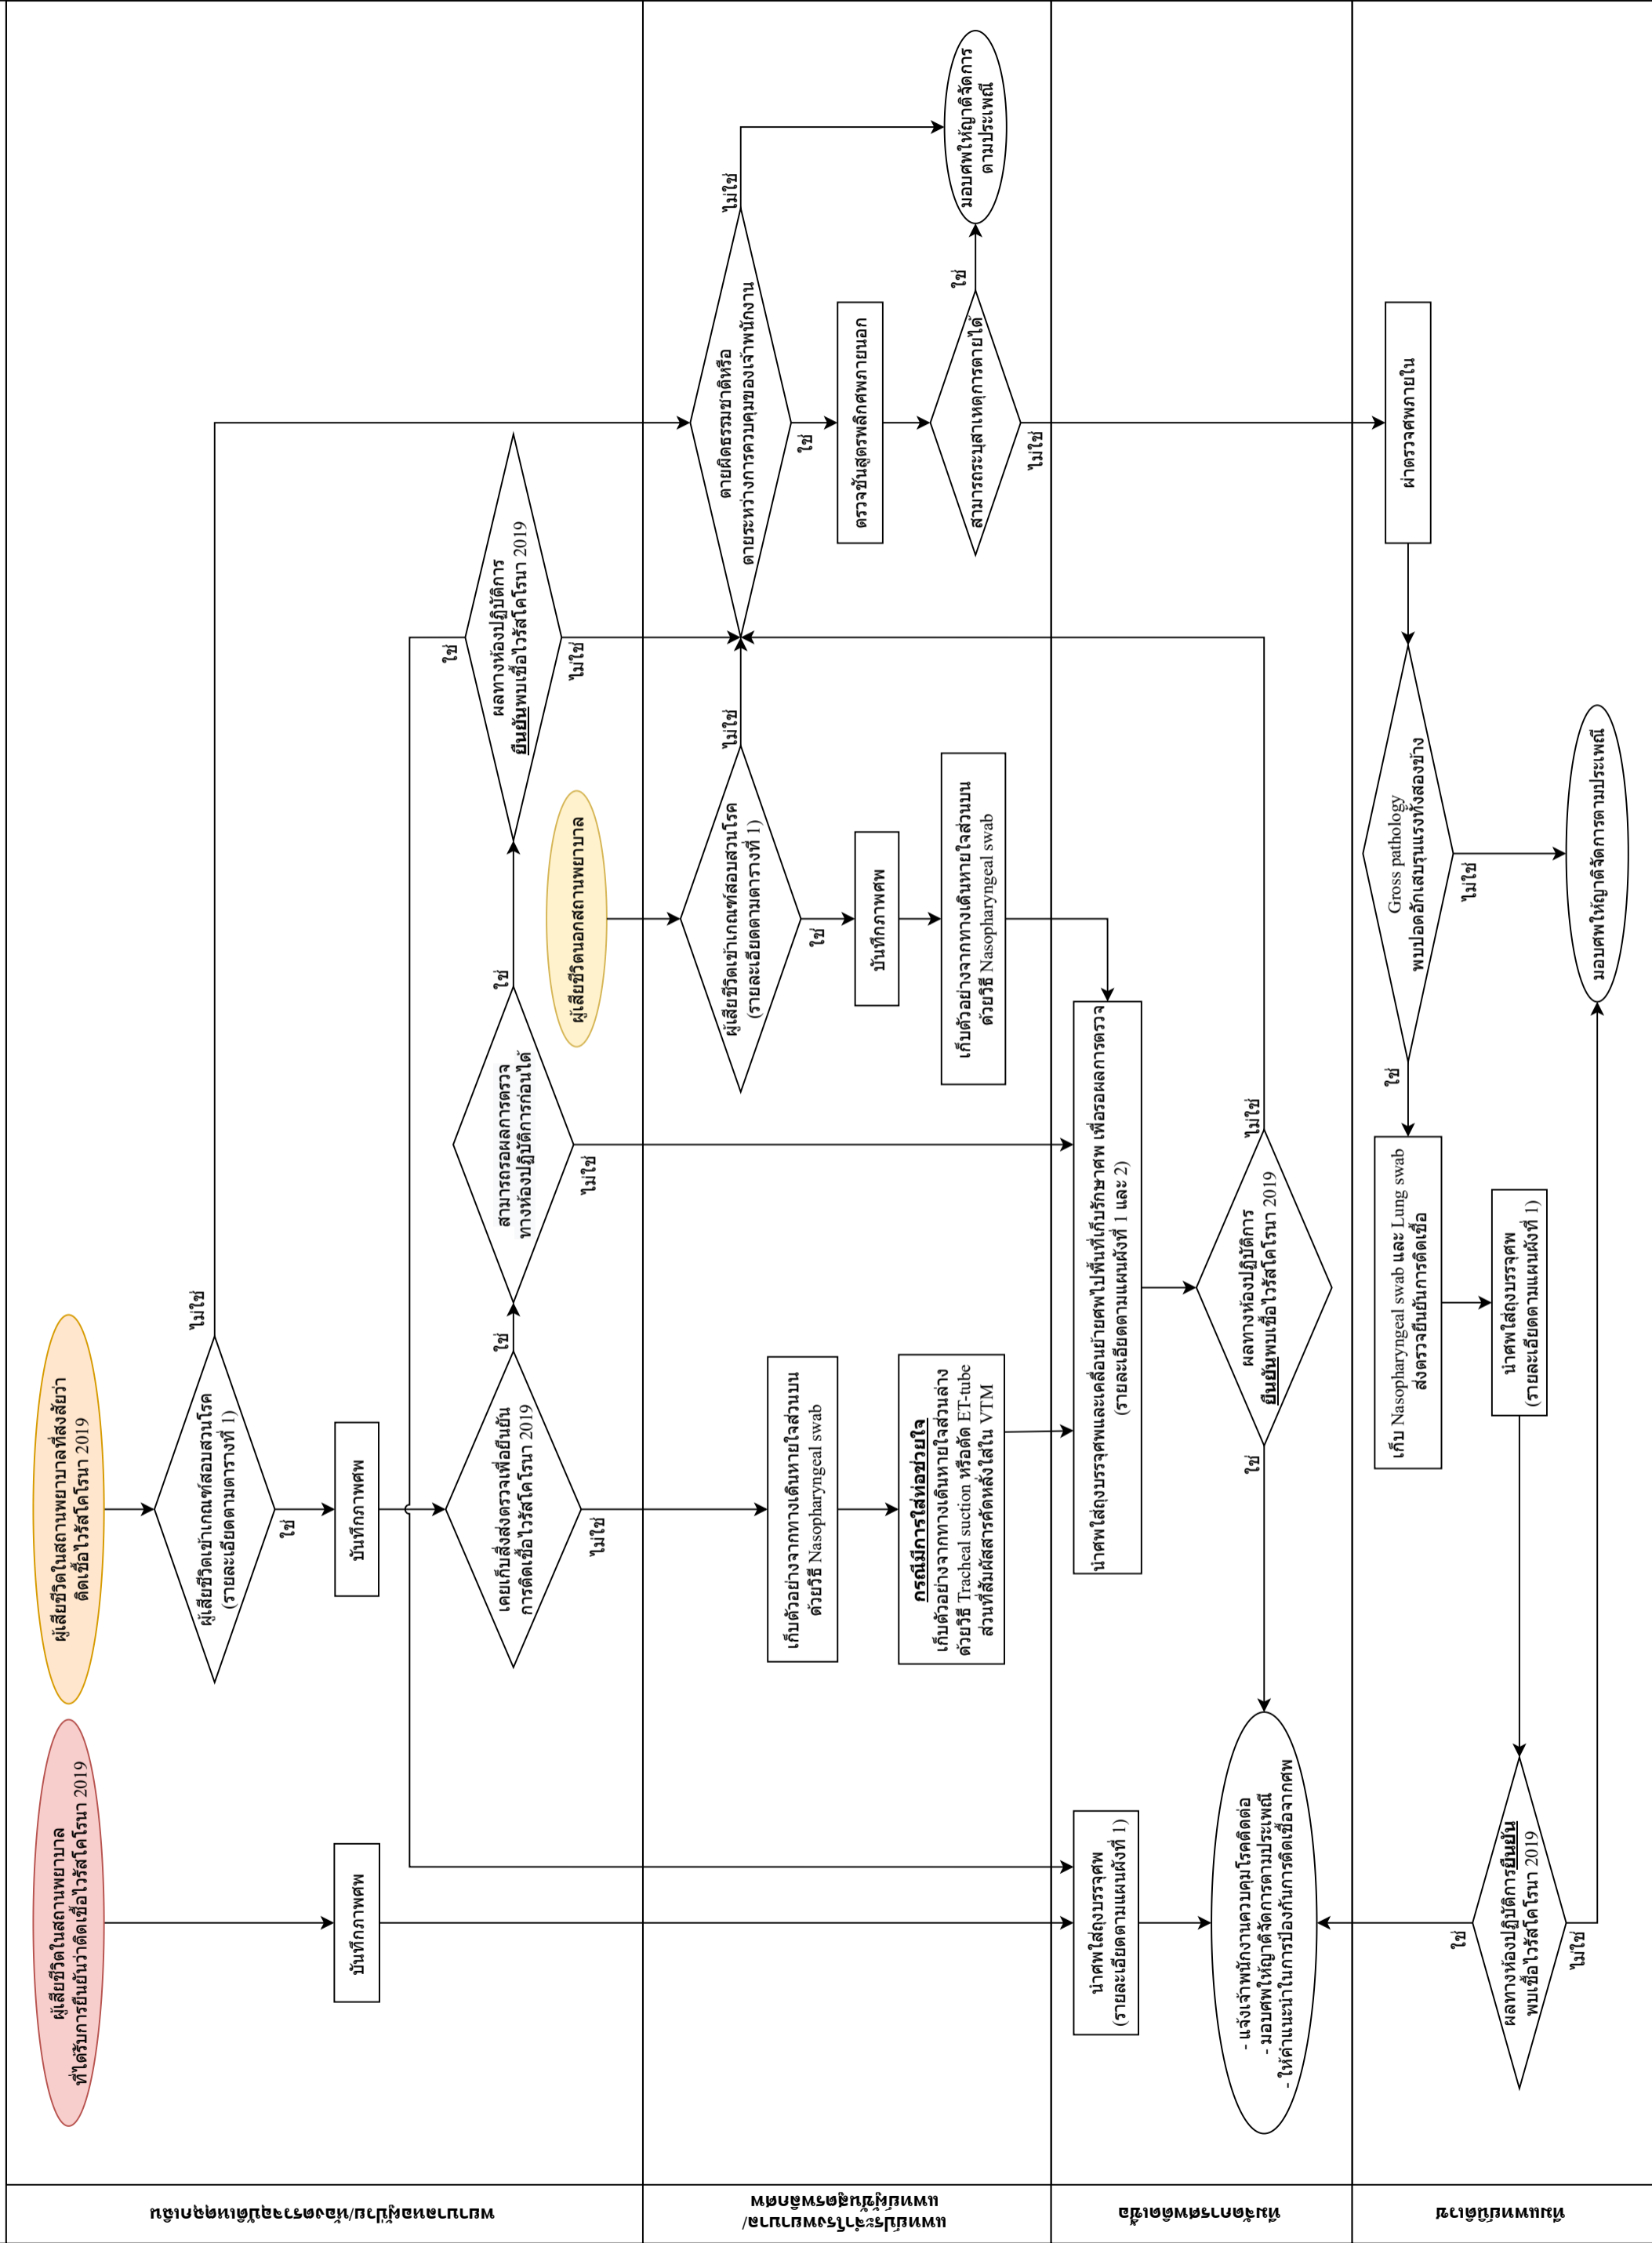 พยาบาลหอผู้ป่วย/ห้องตรวจอุบัติเหตุฉุกเฉิน
ผู้เสียชีวิตในสถานพยาบาล
ที่ได้รับการยืนยันว่าติดเชื้อไวรัสโคโรนา 2019
ผู้เสียชีวิตในสถานพยาบาลที่สงสัยว่า
ติดเชื้อไวรัสโคโรนา 2019
ผู้เสียชีวิตเข้าเกณฑ์สอบสวนโรค
(รายละเอียดตามตารางที่ 1)
ไม่ใช่
ใช่
บันทึกภาพศพ
บันทึกภาพศพ
เคยเก็บสิ่งส่งตรวจเพื่อยืนยัน
การติดเชื้อไวรัสโคโรนา 2019
ใช่
ไม่ใช่
สามารถรอผลการตรวจ
ทางห้องปฏิบัติการก่อนได้
ใช่
ไม่ใช่
ผลทางห้องปฏิบัติการ
ยืนยันพบเชื้อไวรัสโคโรนา 2019
ใช่
ไม่ใช่
ผู้เสียชีวิตนอกสถานพยาบาล
แพทย์ประจำโรงพยาบาล/
แพทย์ผู้ชันสูตรพลิกศพ
เก็บตัวอย่างจากทางเดินหายใจส่วนบน
ด้วยวิธี Nasopharyngeal swab
กรณีมีการใส่ท่อช่วยใจ
เก็บตัวอย่างจากทางเดินหายใจส่วนล่าง
ด้วยวิธี Tracheal suction หรือตัด ET-tube
ส่วนที่สัมผัสสารคัดหลั่งใส่ใน VTM
ผู้เสียชีวิตเข้าเกณฑ์สอบสวนโรค
(รายละเอียดตามตารางที่ 1)
ไม่ใช่
ใช่
บันทึกภาพศพ
เก็บตัวอย่างจากทางเดินหายใจส่วนบน
ด้วยวิธี Nasopharyngeal swab
ตายผิดธรรมชาติหรือ
ตายระหว่างการควบคุมของเจ้าพนักงาน
ไม่ใช่
ใช่
ตรวจชันสูตรพลิกศพภายนอก
สามารถระบุสาเหตุการตายได้
ใช่
ไม่ใช่
มอบศพให้ญาติจัดการ
ตามประเพณี
ทีมจัดการศพติดเชื้อ
นำศพใส่ถุงบรรจุศพ
(รายละเอียดตามแผนผังที่ 1)
นำศพใส่ถุงบรรจุศพและเคลื่อนย้ายศพไปพื้นที่เก็บรักษาศพ เพื่อรอผลการตรวจ
(รายละเอียดตามแผนผังที่ 1 และ 2)
ผลทางห้องปฏิบัติการ
ยืนยันพบเชื้อไวรัสโคโรนา 2019
ใช่
ไม่ใช่
- แจ้งเจ้าพนักงานควบคุมโรคติดต่อ
- มอบศพให้ญาติจัดการตามประเพณี
- ให้คำแนะนำในการป้องกันการติดเชื้อจากศพ
ทีมแพทย์นิติเวช
ผ่าตรวจศพภายใน
Gross pathology
พบปอดอักเสบรุนแรงทั้งสองข้าง
ใช่
ไม่ใช่
เก็บ Nasopharyngeal swab และ Lung swab
ส่งตรวจยืนยันการติดเชื้อ
นำศพใส่ถุงบรรจุศพ
(รายละเอียดตามแผนผังที่ 1)
ผลทางห้องปฏิบัติการยืนยัน
พบเชื้อไวรัสโคโรนา 2019
ใช่
ไม่ใช่
มอบศพให้ญาติจัดการตามประเพณี